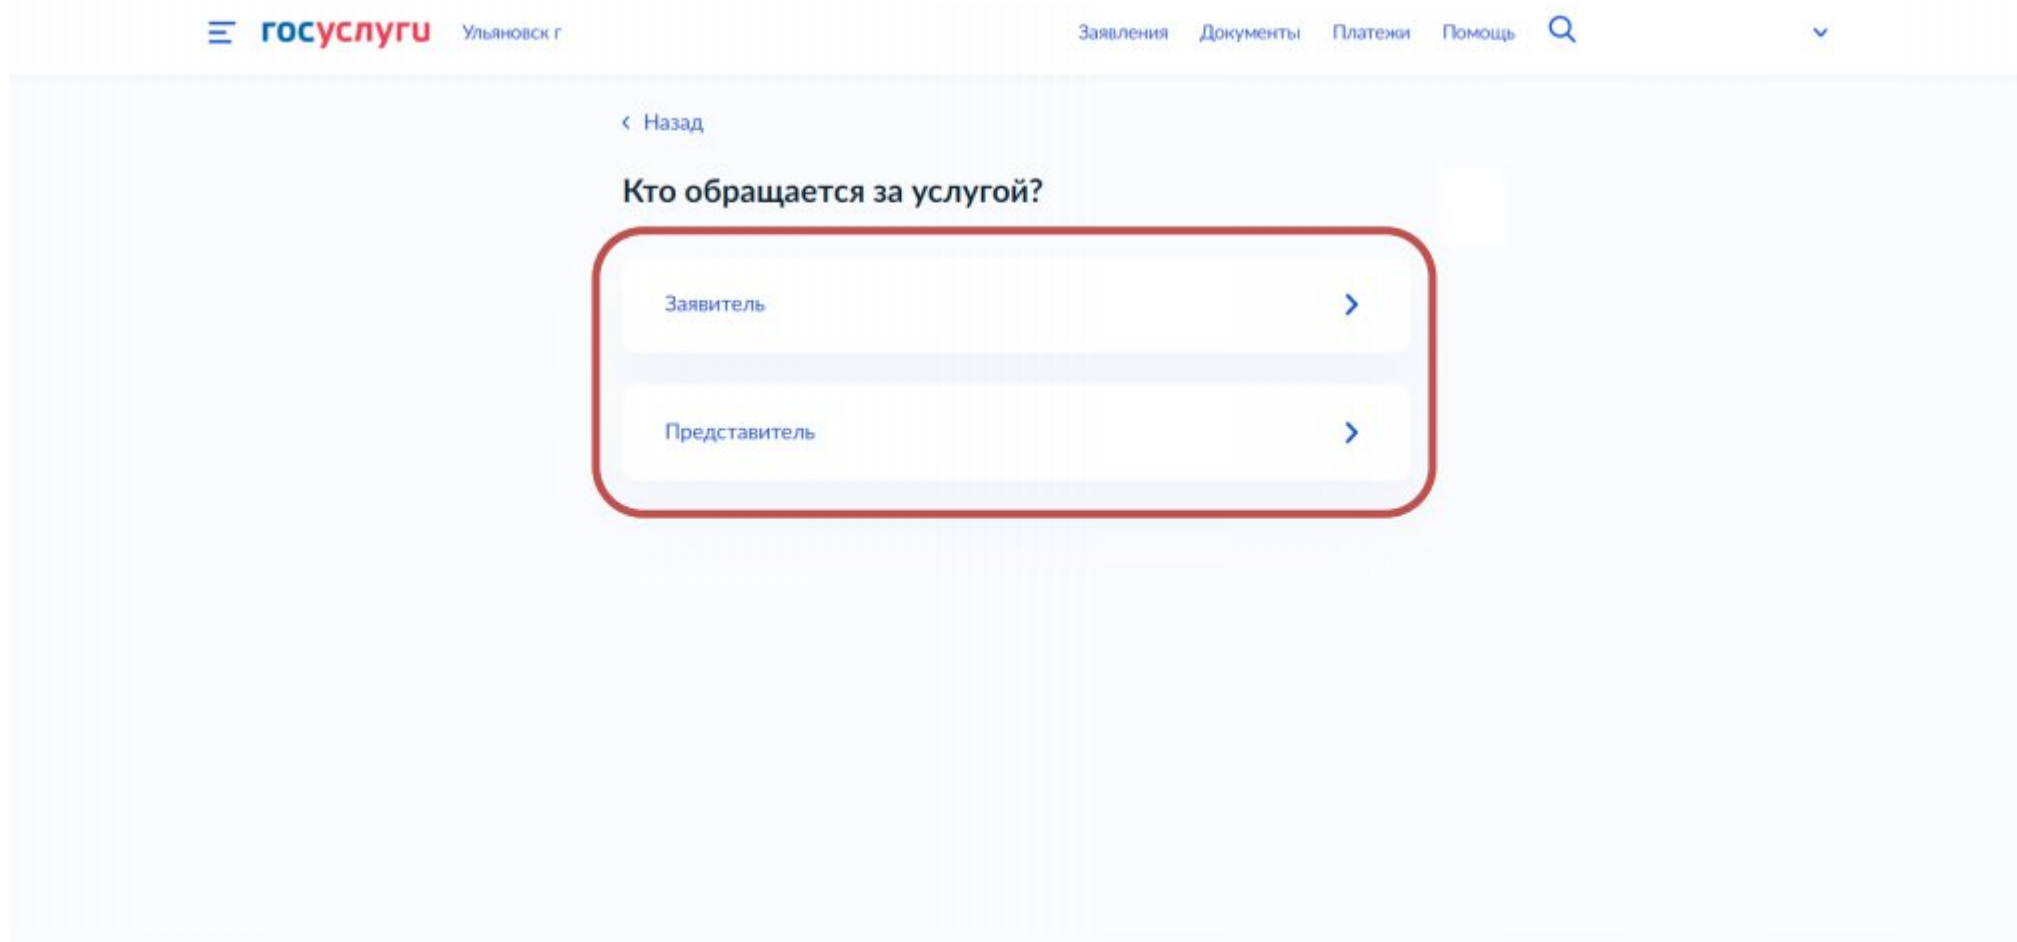 госуслуги Ульяновск г Заявления Документы Платежи Помощь
Назад
Кто обращается за услугой?
Заявитель
Представитель